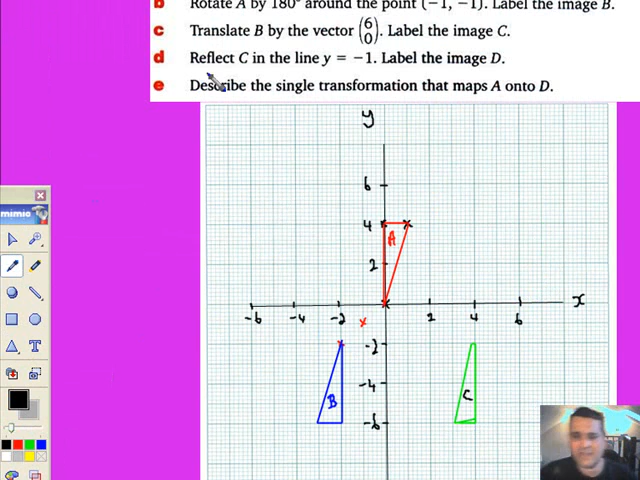 b Rotate A by 180° around the point (−1, −1). Label the image B.
c Translate B by the vector (6 0). Label the image C.
d Reflect C in the line y = −1. Label the image D.
e Describe the single transformation that maps A onto D.
y
6
4
A
2
-6 -4 -2 2 4 6 x
-2
-4
B C
-6
mimio